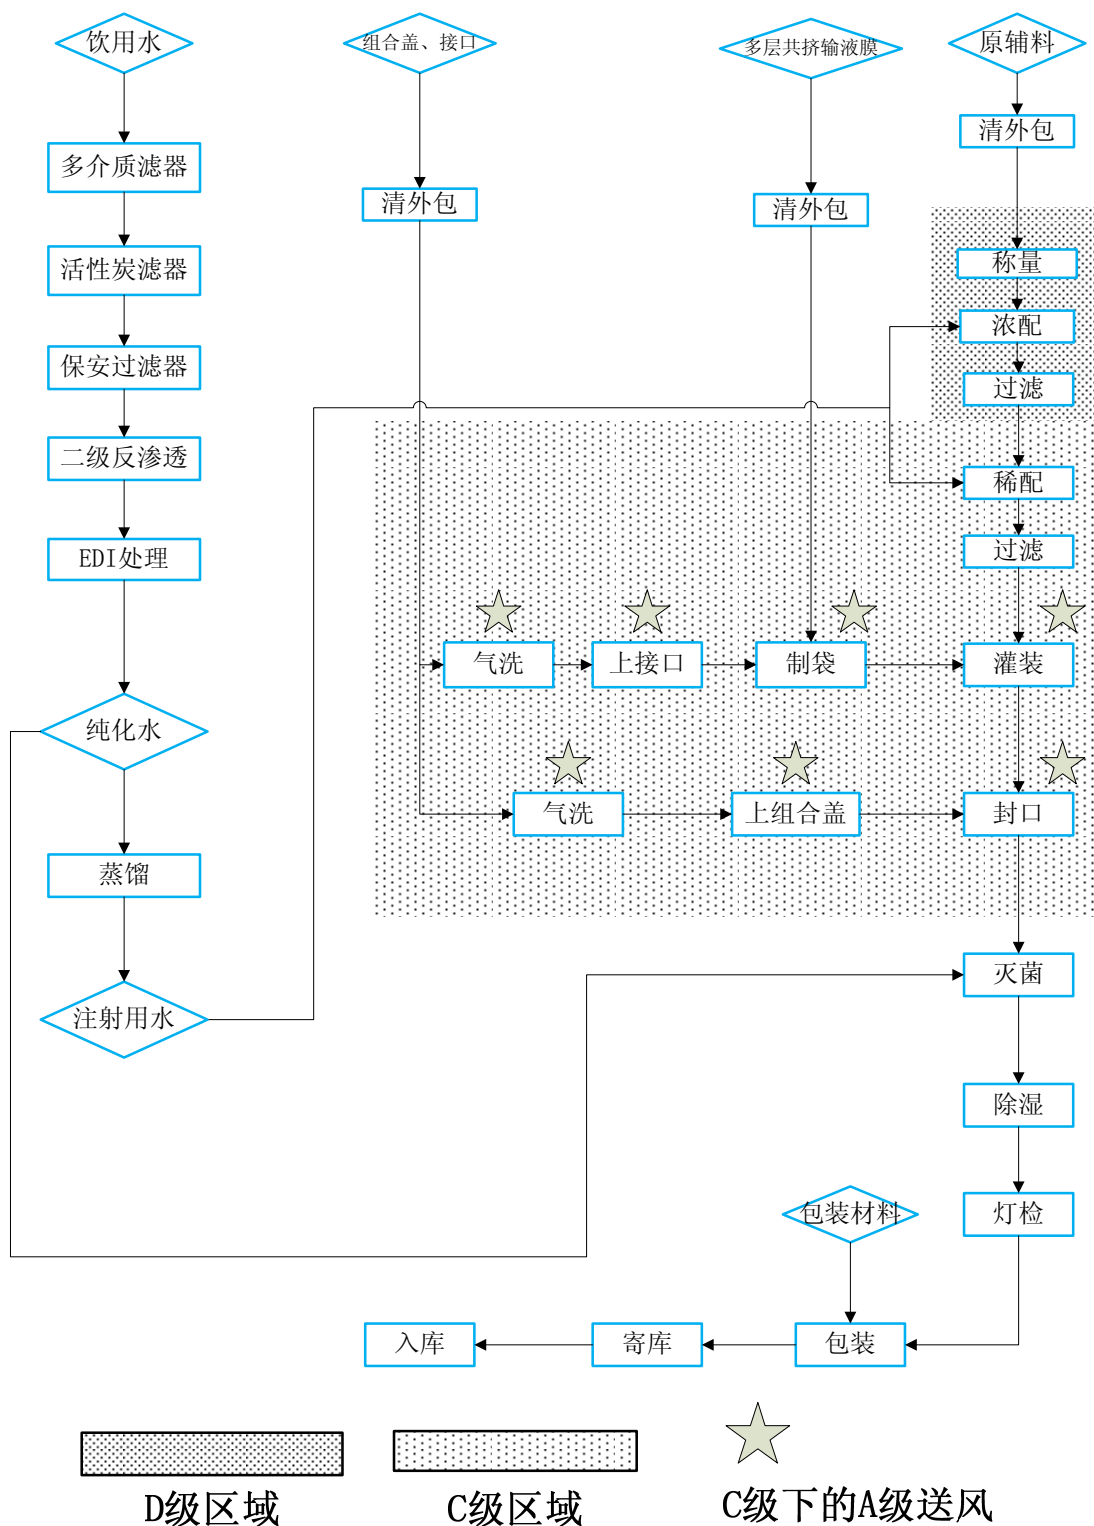 饮用水
组合盖、接口
多层共挤输液膜
原辅料
清外包
多介质滤器
清外包
清外包
活性炭滤器
称量
浓配
保安过滤器
过滤
二级反渗透
稀配
EDI处理
过滤
气洗
上接口
制袋
灌装
纯化水
气洗
上组合盖
封口
蒸馏
灭菌
注射用水
除湿
包装材料
灯检
入库
寄库
包装
D级区域
C级区域
C级下的A级送风